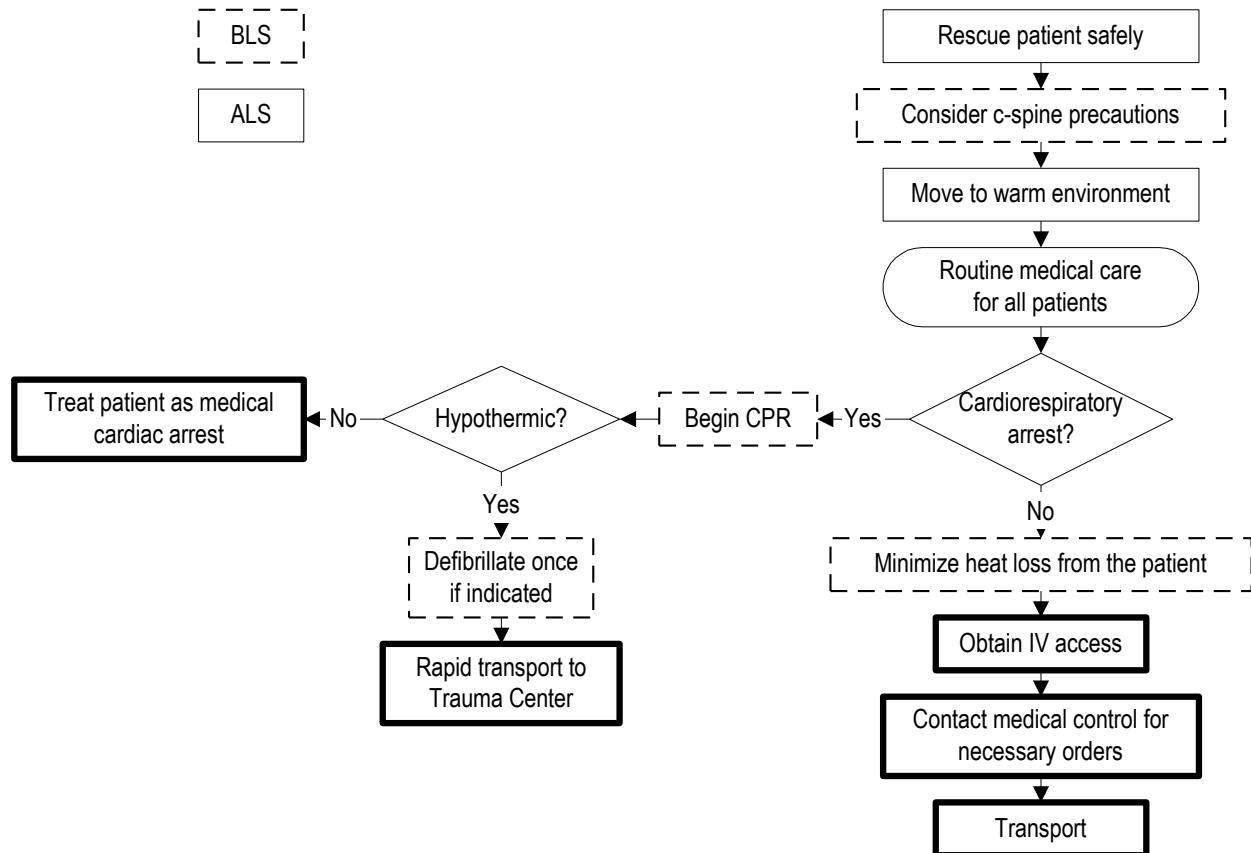 BLS
ALS
Rescue patient safely
Consider c-spine precautions
Move to warm environment
Routine medical care
for all patients
Cardiorespiratory
arrest?
Yes
Begin CPR
Hypothermic?
No
Treat patient as medical
cardiac arrest
Yes
Defibrillate once
if indicated
Rapid transport to
Trauma Center
No
Minimize heat loss from the patient
Obtain IV access
Contact medical control for
necessary orders
Transport